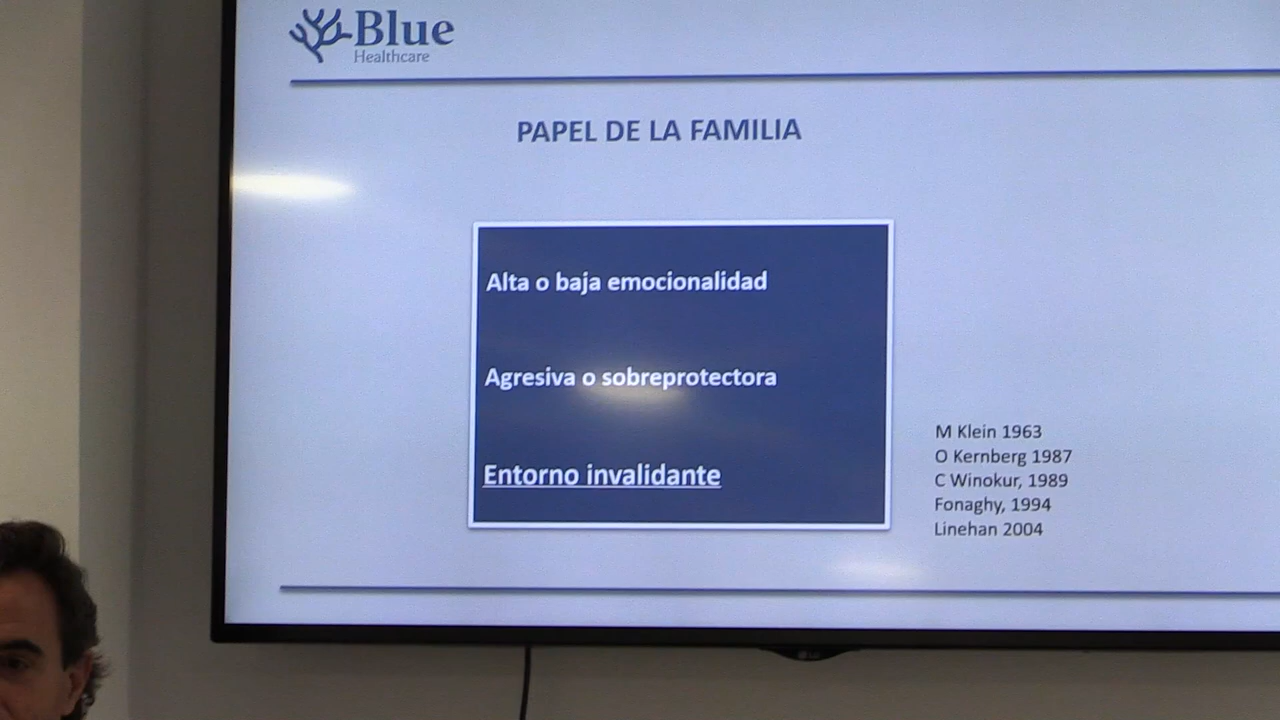 Blue
Healthcare
PAPEL DE LA FAMILIA
Alta o baja emocionalidad
Agresiva o sobreprotectora
Entorno invalidante
M Klein 1963
O Kernberg 1987
C Winokur, 1989
Fonaghy, 1994
Linehan 2004
LG